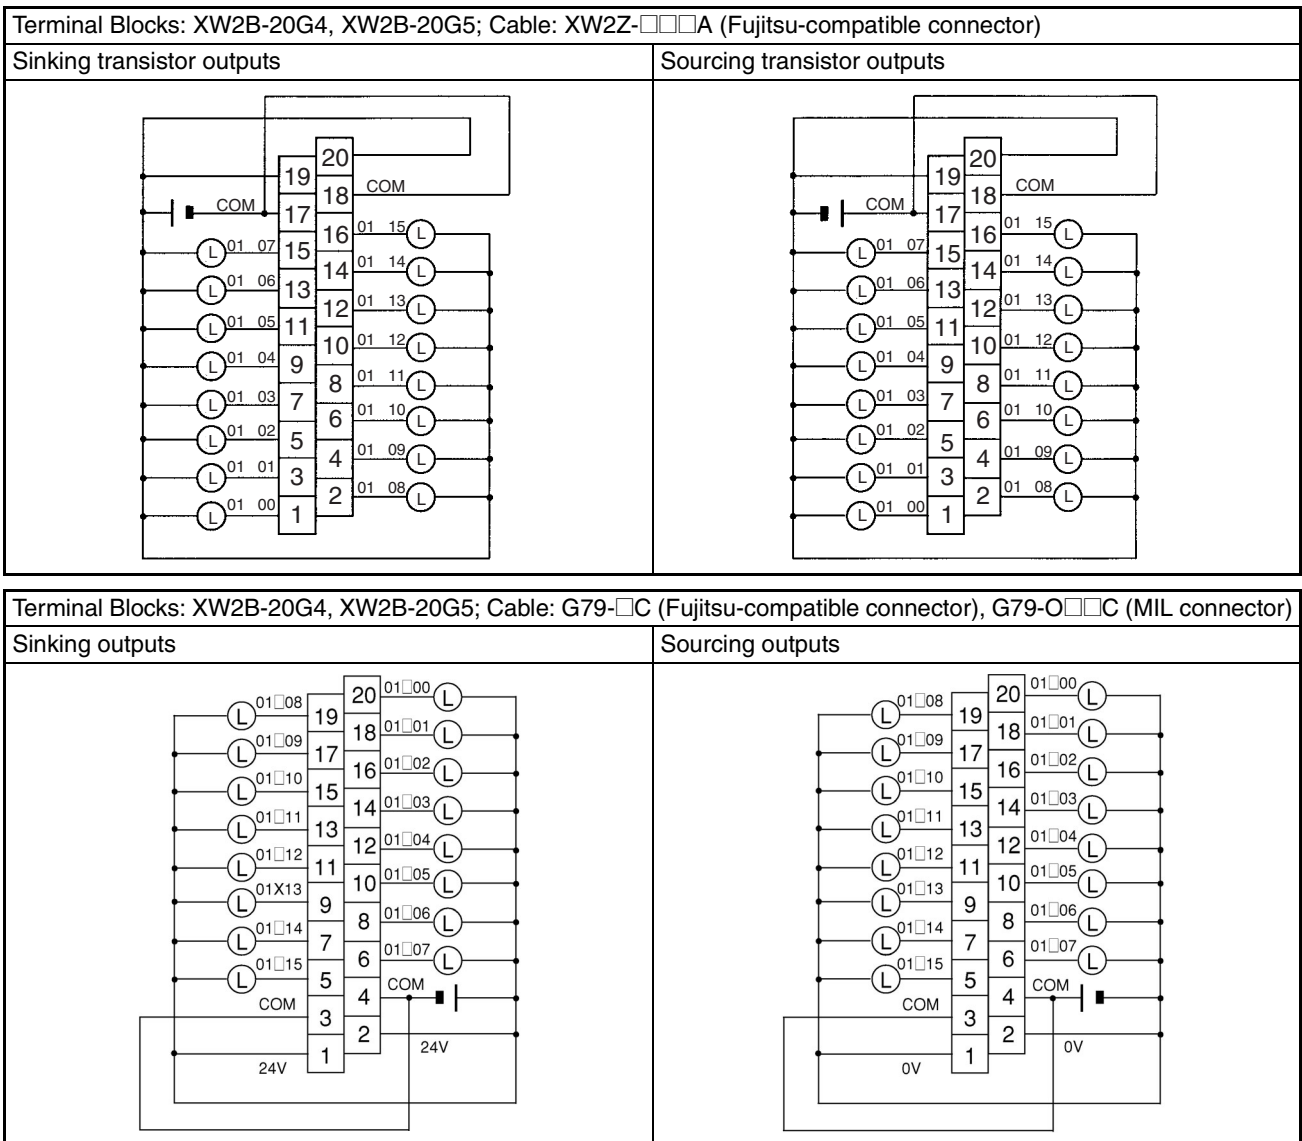 Terminal Blocks: XW2B-20G4, XW2B-20G5; Cable: XW2Z-□□□A (Fujitsu-compatible connector)
Sinking transistor outputs
20
19
18 COM
COM 17
16 01 15 L
L 01 07 15
14 01 14 L
L 01 06 13
12 01 13 L
L 01 05 11
10 01 12 L
L 01 04 9
8 01 11 L
L 01 03 7
6 01 10 L
L 01 02 5
4 01 09 L
L 01 01 3
2 01 08 L
L 01 00 1
Sourcing transistor outputs
20
19
18 COM
COM 17
16 01 15 L
L 01 07 15
14 01 14 L
L 01 06 13
12 01 13 L
L 01 05 11
10 01 12 L
L 01 04 9
8 01 11 L
L 01 03 7
6 01 10 L
L 01 02 5
4 01 09 L
L 01 01 3
2 01 08 L
L 01 00 1
Terminal Blocks: XW2B-20G4, XW2B-20G5; Cable: G79-□C (Fujitsu-compatible connector), G79-O□□C (MIL connector)
Sinking outputs
20 01□00 L
L 01□08 19
18 01□01 L
L 01□09 17
16 01□02 L
L 01□10 15
14 01□03 L
L 01□11 13
12 01□04 L
L 01□12 11
10 01□05 L
L 01X13 9
8 01□06 L
L 01□14 7
6 01□07 L
L 01□15 5
4 COM
COM 3
2 24V
24V 1
Sourcing outputs
20 01□00 L
L 01□08 19
18 01□01 L
L 01□09 17
16 01□02 L
L 01□10 15
14 01□03 L
L 01□11 13
12 01□04 L
L 01□12 11
10 01□05 L
L 01□13 9
8 01□06 L
L 01□14 7
6 01□07 L
L 01□15 5
4 COM
COM 3
2 0V
0V 1